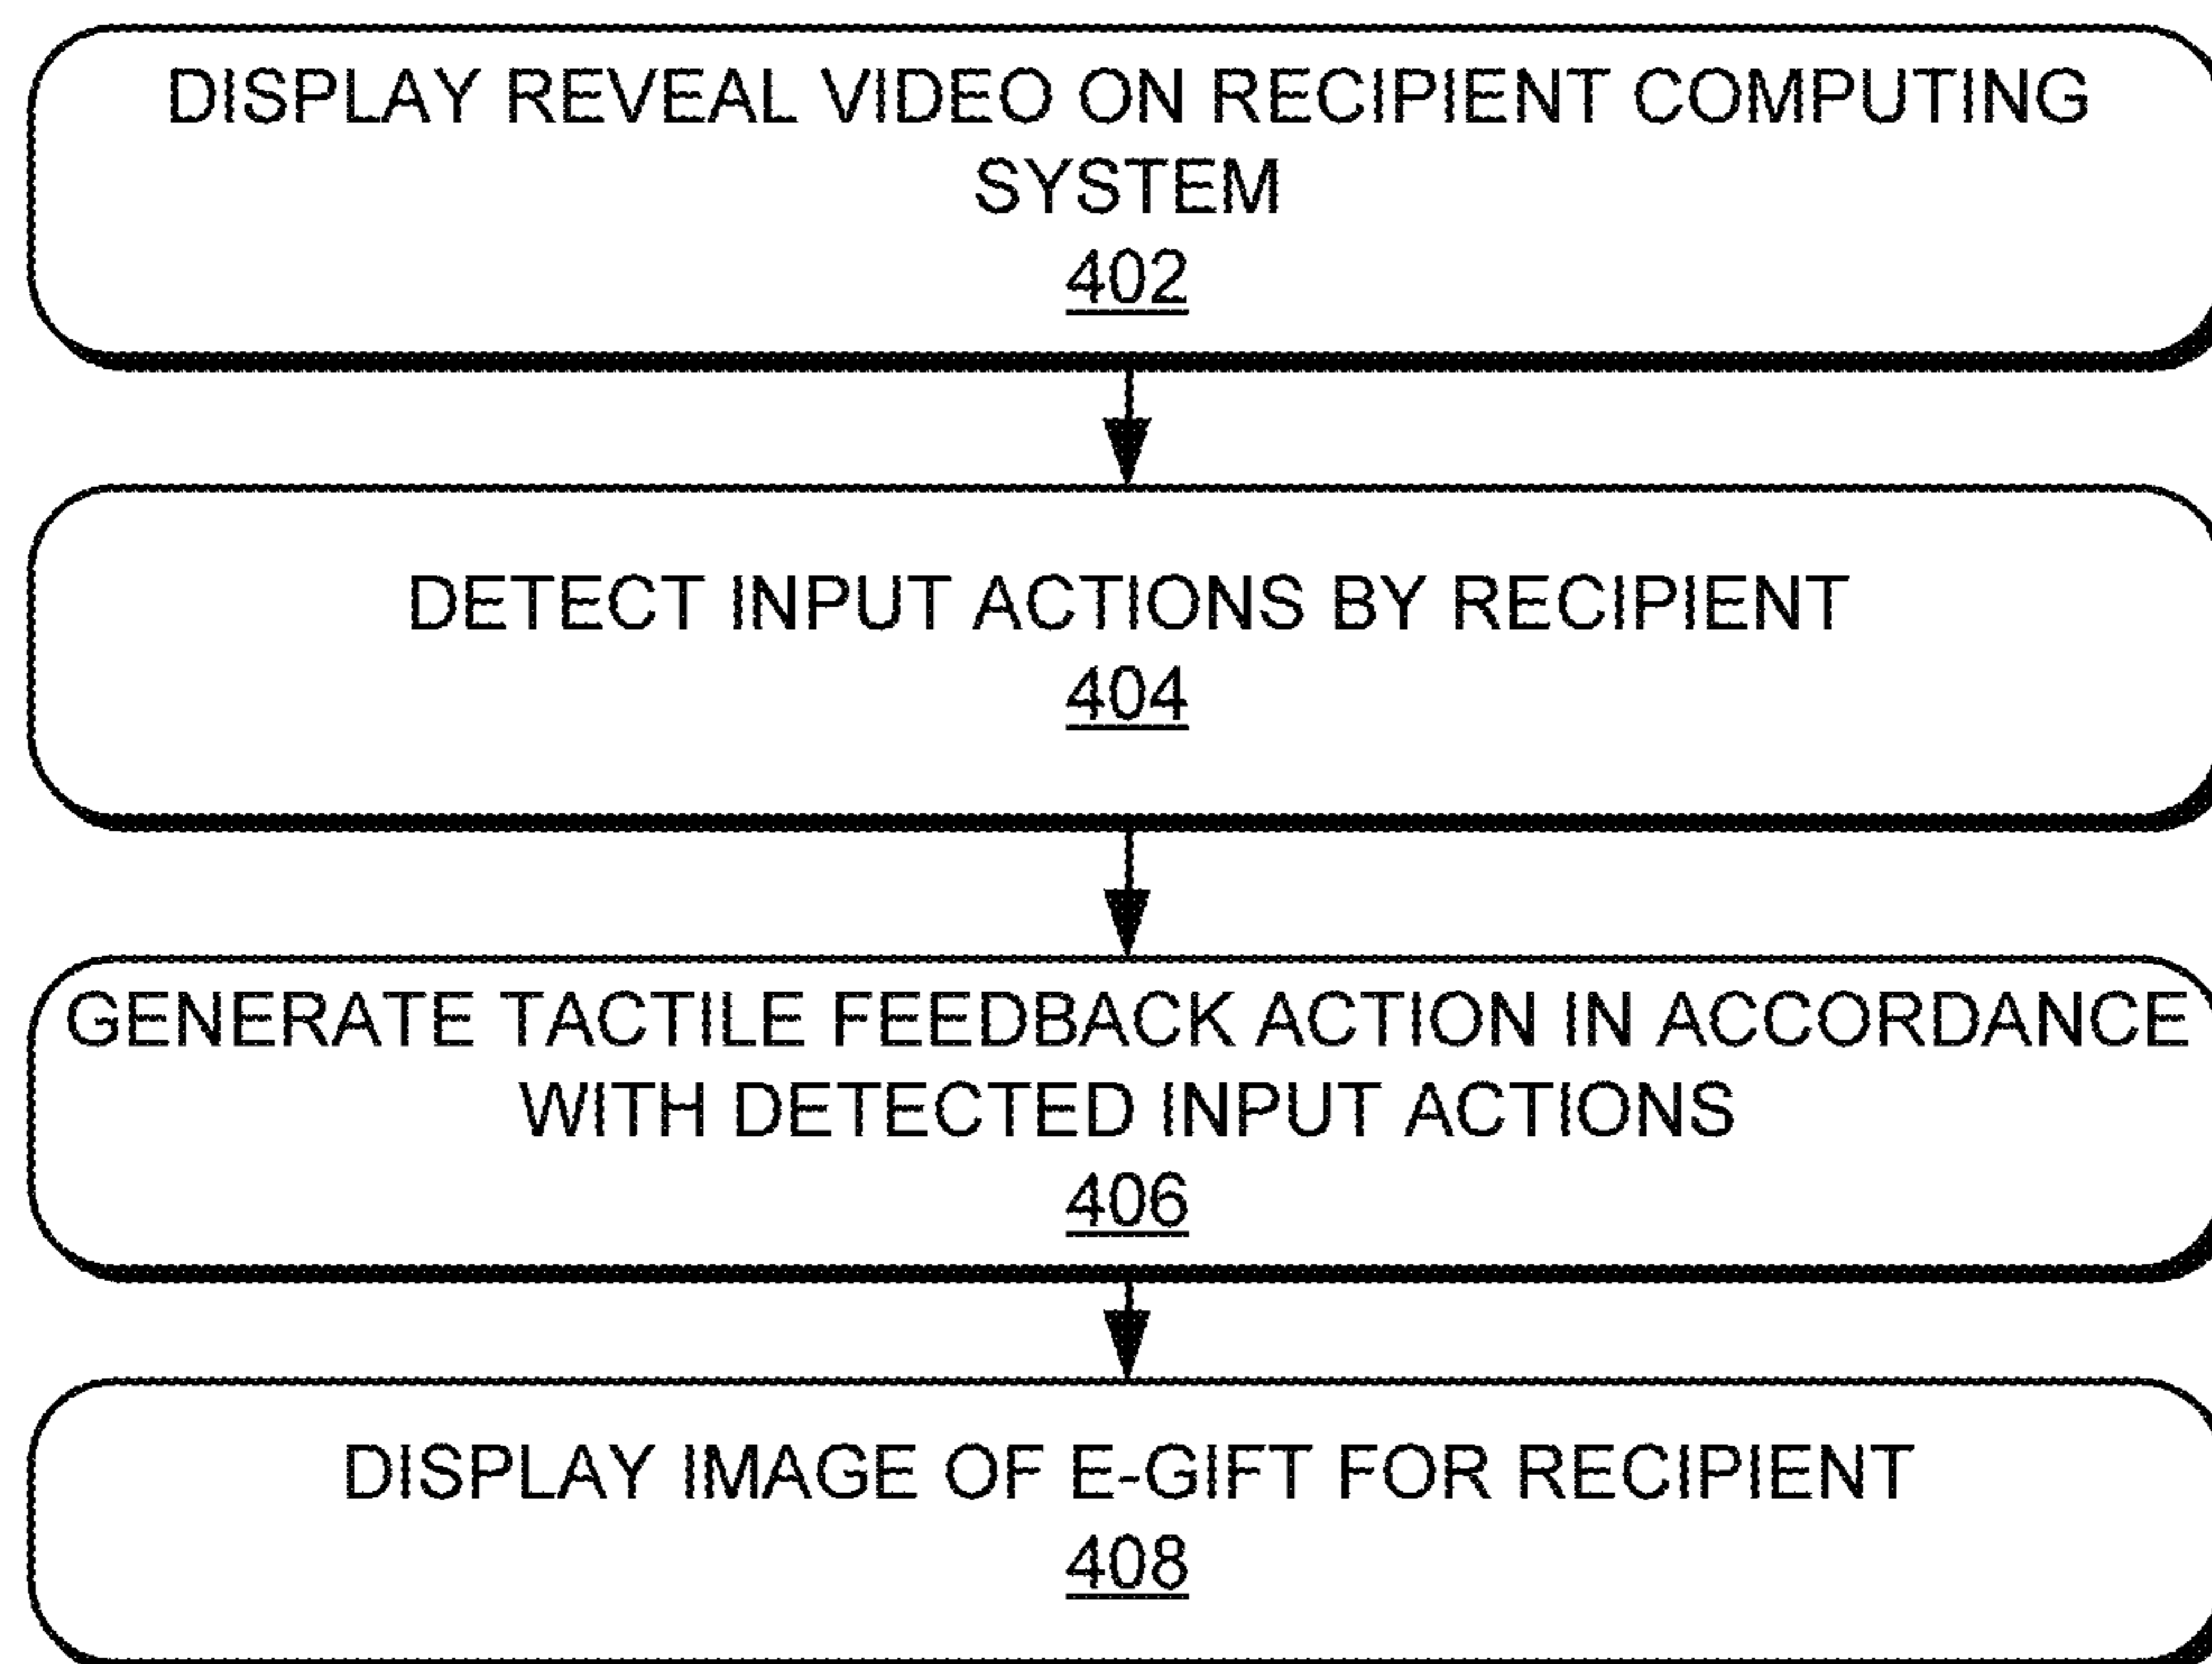 DISPLAY REVEAL VIDEO ON RECIPIENT COMPUTING
SYSTEM
402
DETECT INPUT ACTIONS BY RECIPIENT
404
GENERATE TACTILE FEEDBACK ACTION IN ACCORDANCE
WITH DETECTED INPUT ACTIONS
406
DISPLAY IMAGE OF E-GIFT FOR RECIPIENT
408